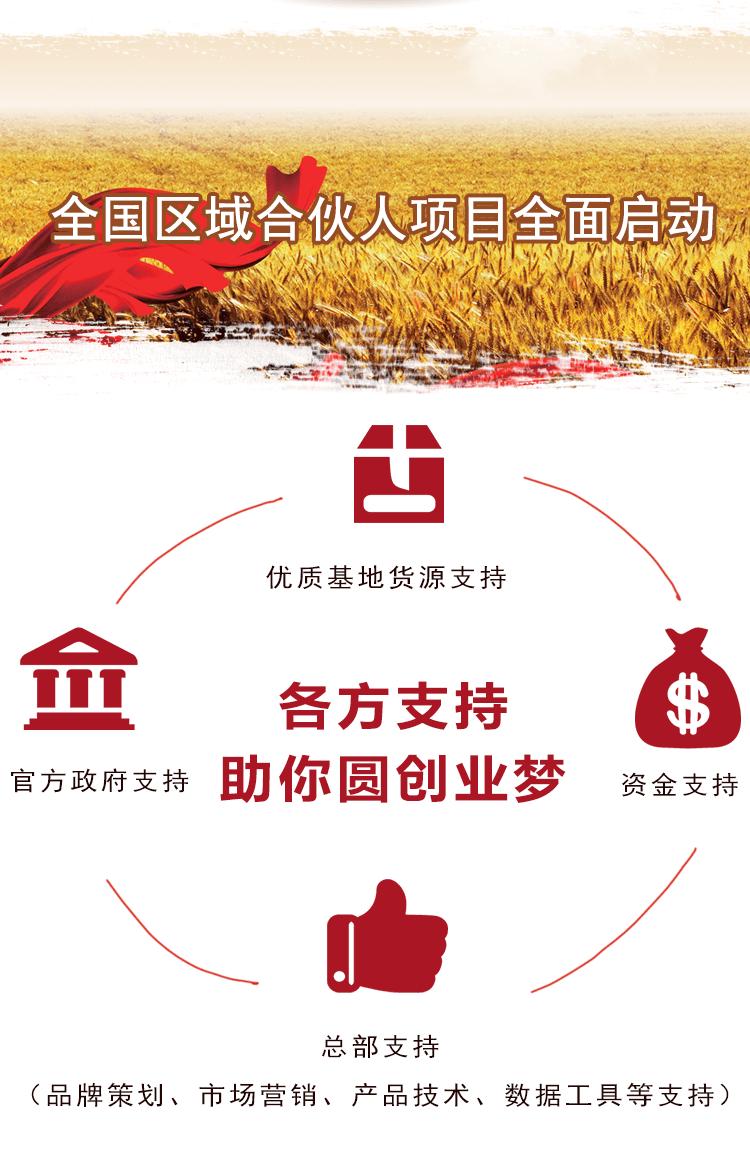 全国区域合伙人项目全面启动
优质基地货源支持
各方支持
助你圆创业梦
官方政府支持
资金支持
总部支持
（品牌策划、市场营销、产品技术、数据工具等支持）